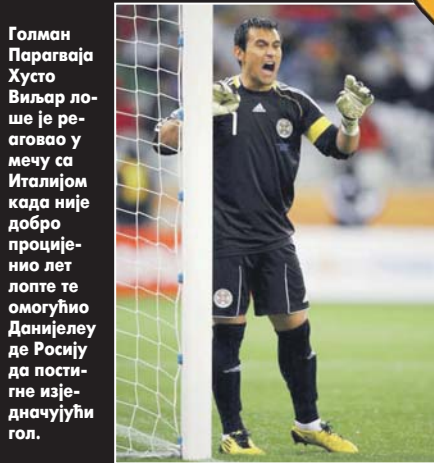 Голман
Парагваја
Хусто
Виљар ло-
ше је ре-
аговао у
мечу са
Италијом
када није
добро
проције-
нио лет
лопте те
омогућио
Данијелеу
де Росију
да пости-
гне изје-
дначујући
гол.